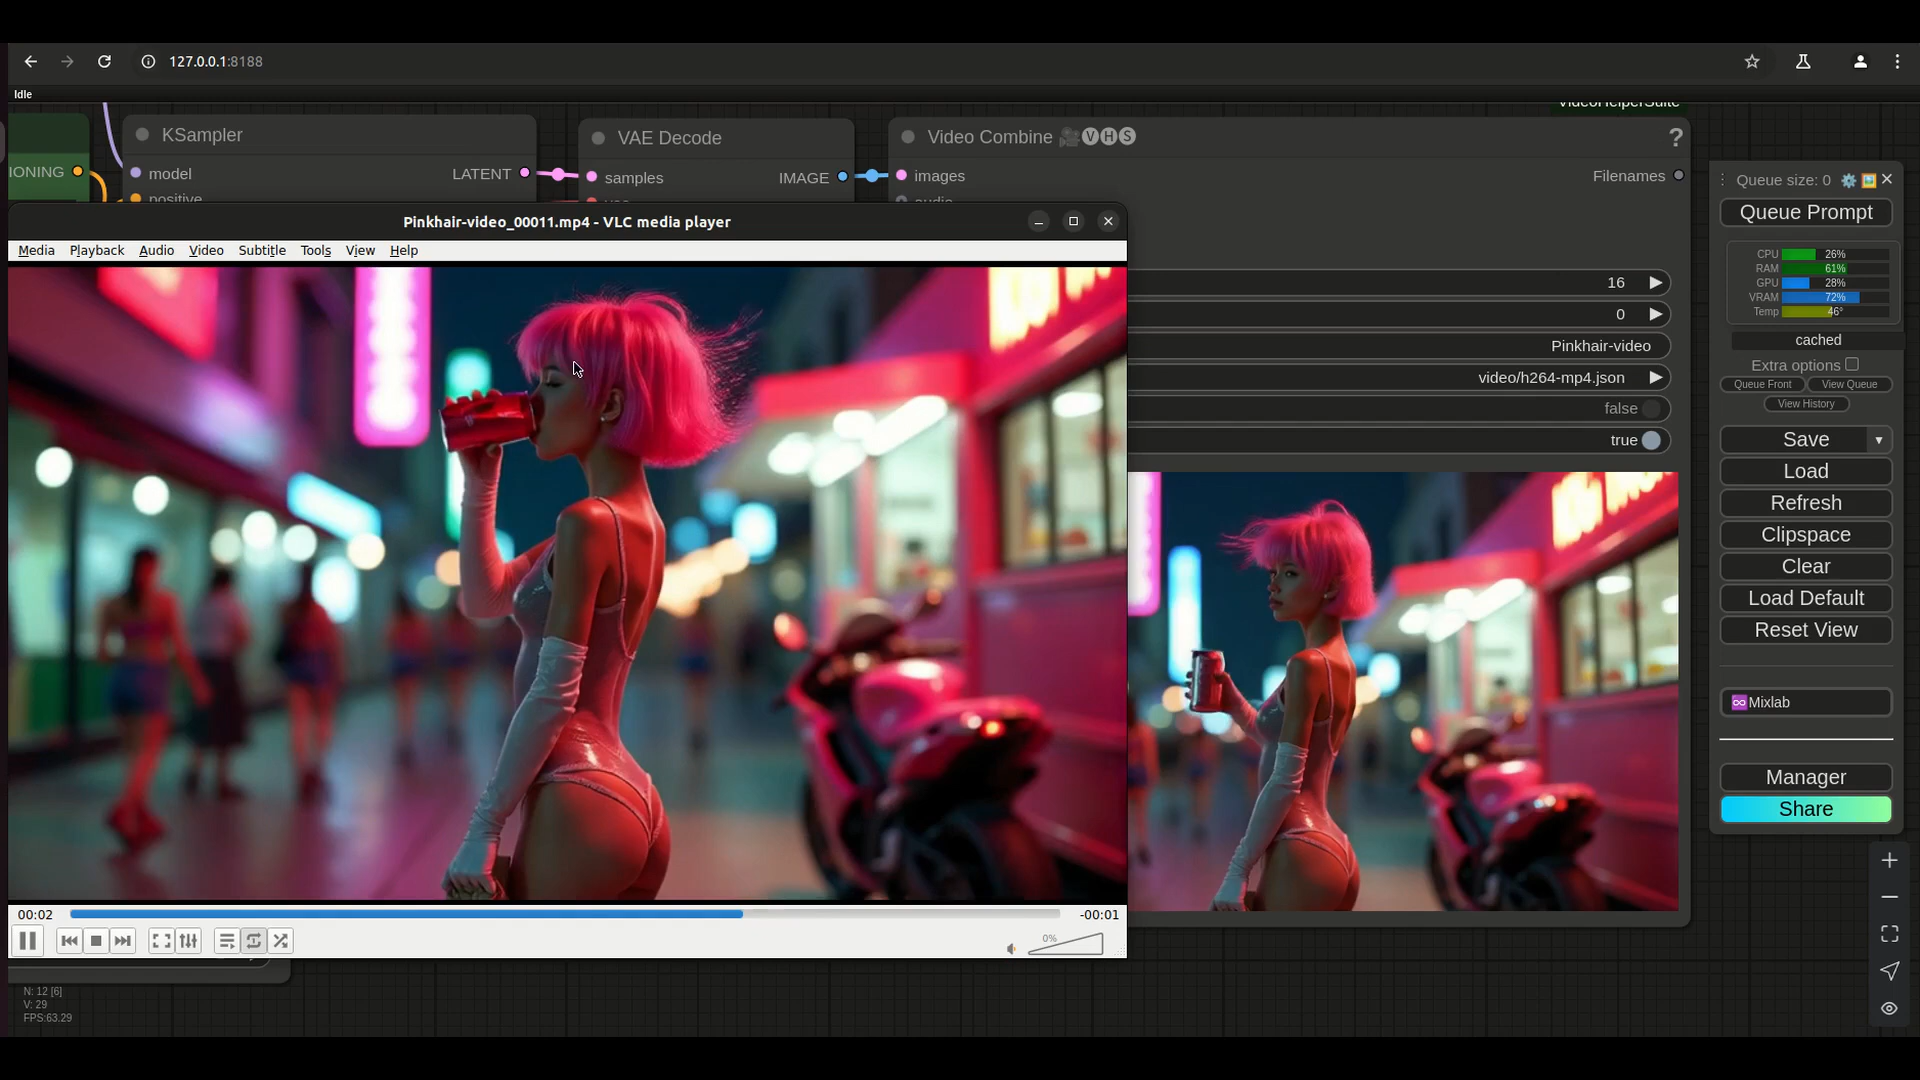 127.0.0.1:8188
Idle
VideoHelperSuite
KSampler
VAE Decode
Video Combine 🎥🅥🅗🅢
?
IONING
model
LATENT
samples
IMAGE
images
Filenames
positive
vae
audio
Pinkhair-video_00011.mp4 - VLC media player
Media Playback Audio Video Subtitle Tools View Help
16
0
Pinkhair-video
video/h264-mp4.json
false
true
00:02
-00:01
0%
N: 12 [6]
V: 29
FPS:63.29
Queue size: 0
Queue Prompt
CPU 26%
RAM 61%
GPU 28%
VRAM 72%
Temp 46°
cached
Extra options
Queue Front View Queue
View History
Save
Load
Refresh
Clipspace
Clear
Load Default
Reset View
♾️Mixlab
Manager
Share